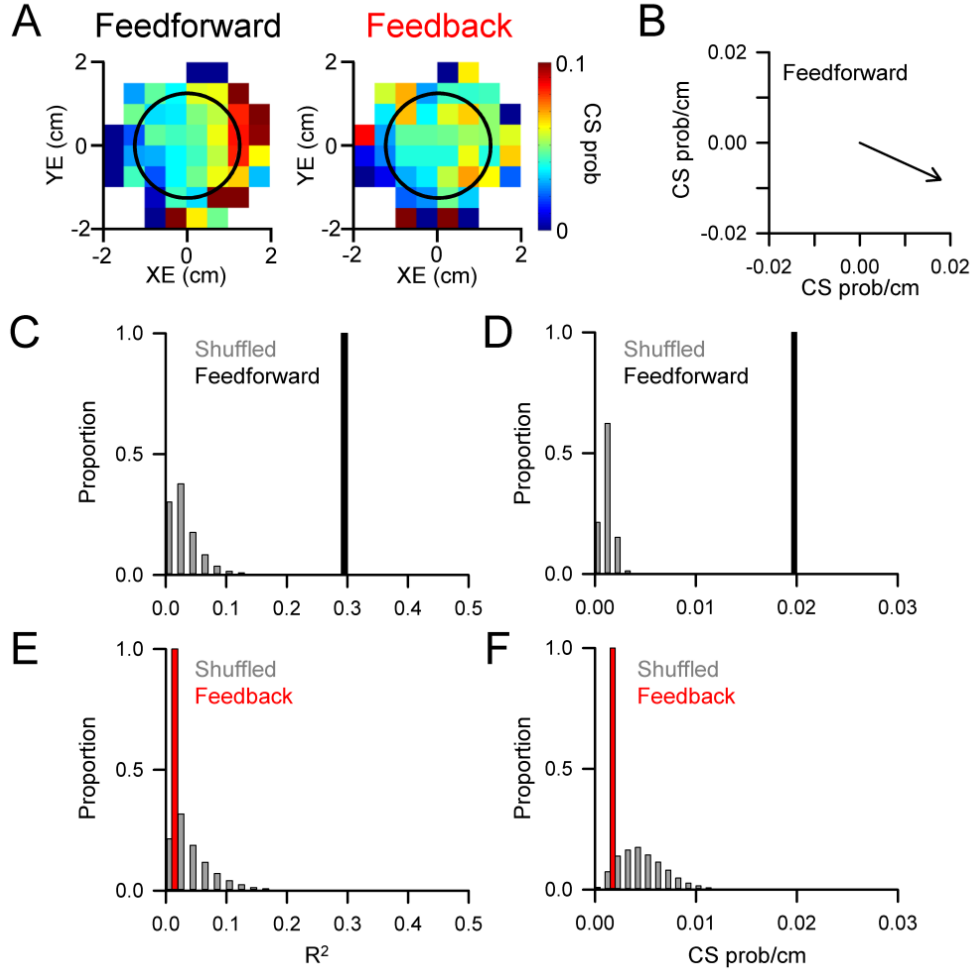 A
Feedforward
Feedback
2
0
-2
YE (cm)
-2
0
2
XE (cm)
2
0
-2
YE (cm)
-2
0
2
XE (cm)
0.1
0
CS prob
B
Feedforward
0.02
0.00
-0.02
CS prob/cm
-0.02
0.00
0.02
CS prob/cm
C
Shuffled
Feedforward
1.0
0.5
0.0
Proportion
0.0 0.1 0.2 0.3 0.4 0.5
D
Shuffled
Feedforward
1.0
0.5
0.0
Proportion
0.00 0.01 0.02 0.03
E
Shuffled
Feedback
1.0
0.5
0.0
Proportion
0.0 0.1 0.2 0.3 0.4 0.5
R²
F
Shuffled
Feedback
1.0
0.5
0.0
Proportion
0.00 0.01 0.02 0.03
CS prob/cm